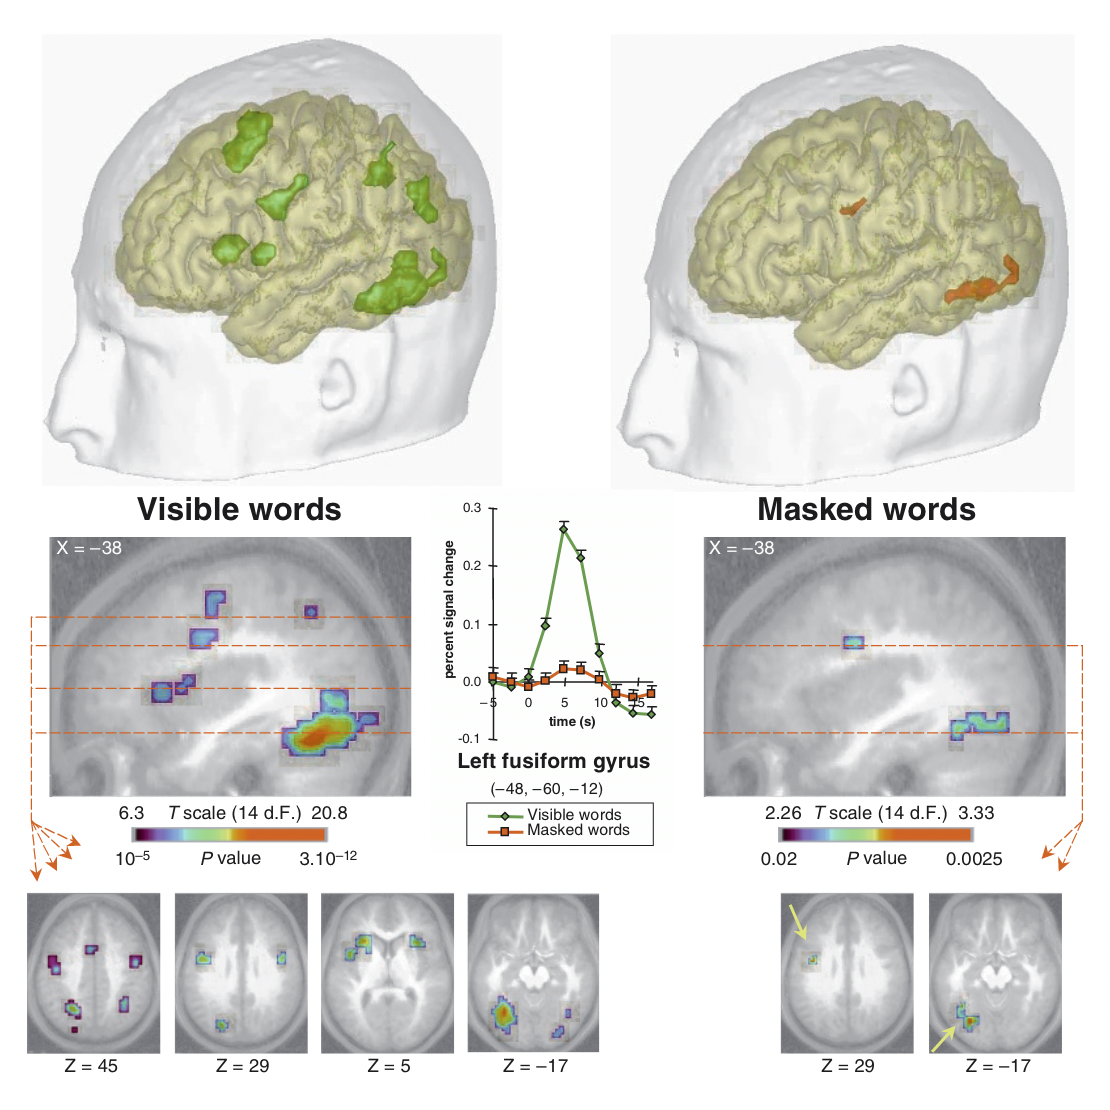 Visible words
Masked words
X = −38
0.3
0.2
0.1
0.0
-0.1
percent signal change
−5
0
5
10
15
time (s)
Left fusiform gyrus
(−48, −60, −12)
Visible words
Masked words
X = −38
6.3 T scale (14 d.F.) 20.8
10−5 P value 3.10−12
2.26 T scale (14 d.F.) 3.33
0.02 P value 0.0025
Z = 45
Z = 29
Z = 5
Z = −17
Z = 29
Z = −17